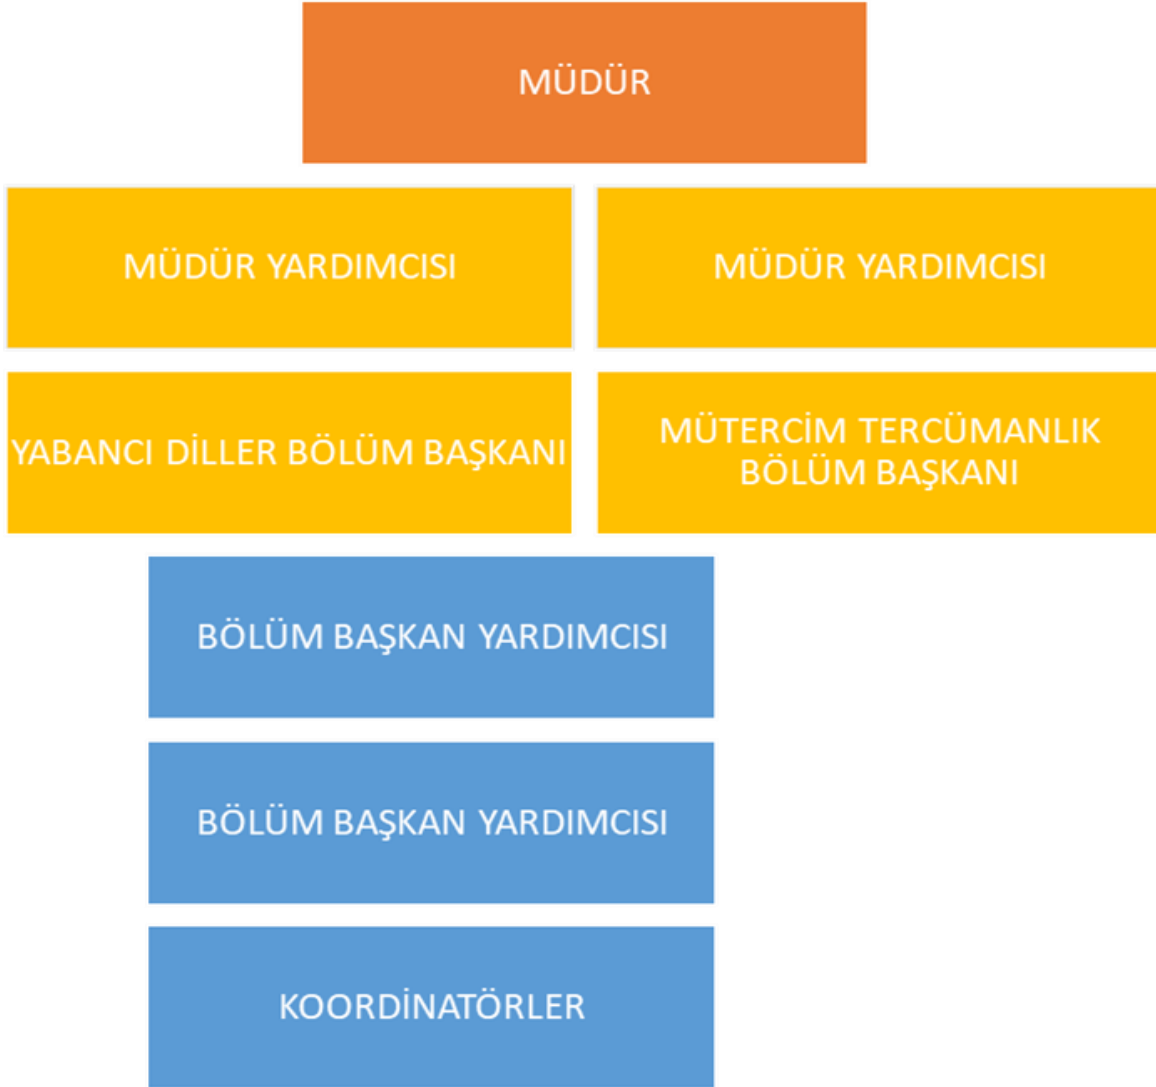 MÜDÜR
MÜDÜR YARDIMCISI
MÜDÜR YARDIMCISI
YABANCI DİLLER BÖLÜM BAŞKANI
MÜTERCİM TERCÜMANLIK
BÖLÜM BAŞKANI
BÖLÜM BAŞKAN YARDIMCISI
BÖLÜM BAŞKAN YARDIMCISI
KOORDİNATÖRLER